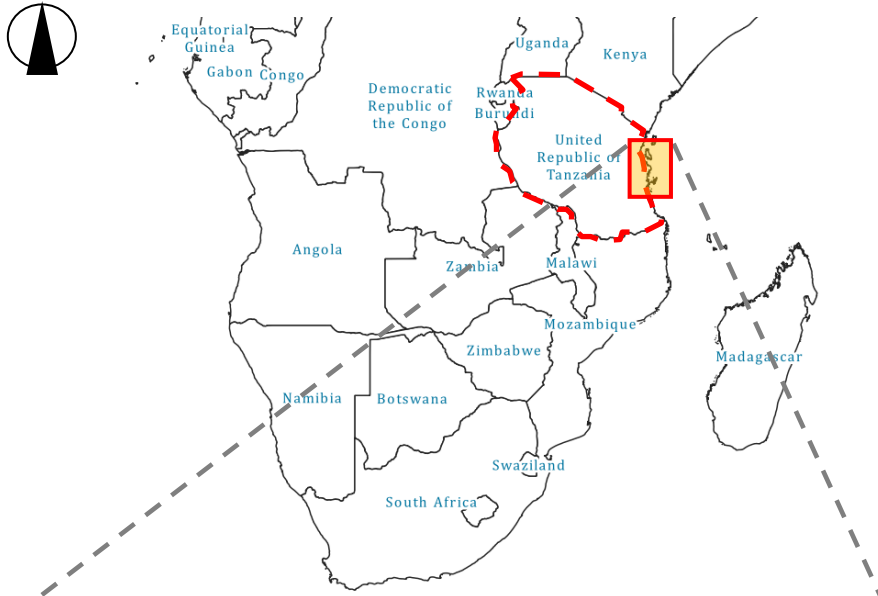 Equatorial
Guinea
Gabon
Congo
Uganda
Kenya
Democratic
Republic of
the Congo
Rwanda
Burundi
United
Republic of
Tanzania
Angola
Zambia
Malawi
Mozambique
Zimbabwe
Madagascar
Namibia
Botswana
Swaziland
South Africa